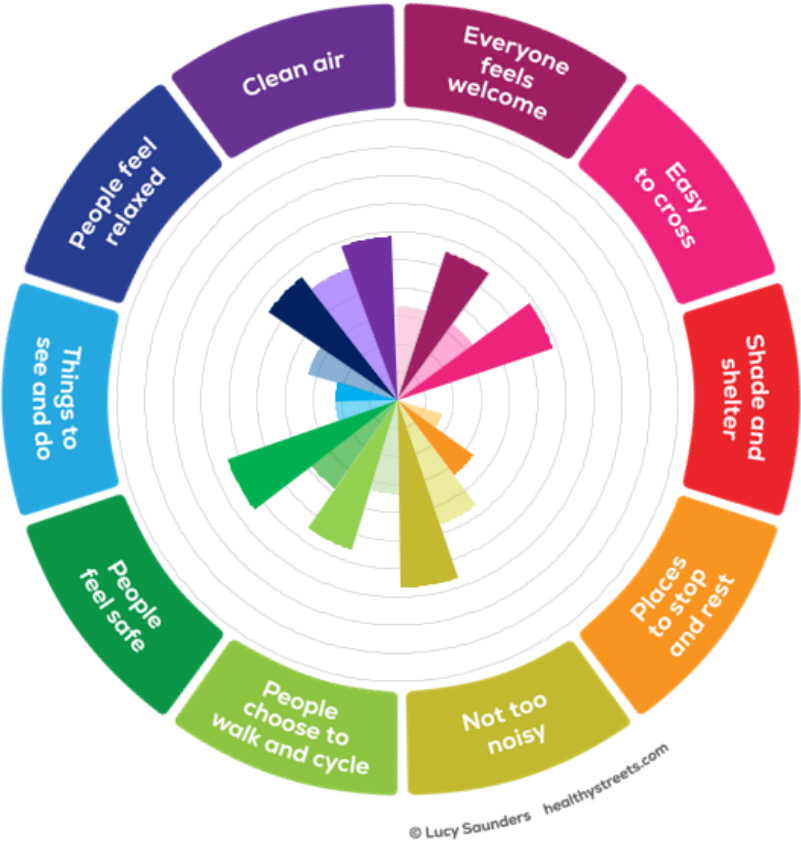 Clean air
Everyone
feels
welcome
Easy
to cross
Shade and
shelter
Places
to stop
and rest
Not too
noisy
People
choose to
walk and cycle
People
feel safe
Things to
see and do
People feel
relaxed
© Lucy Saunders healthystreets.com